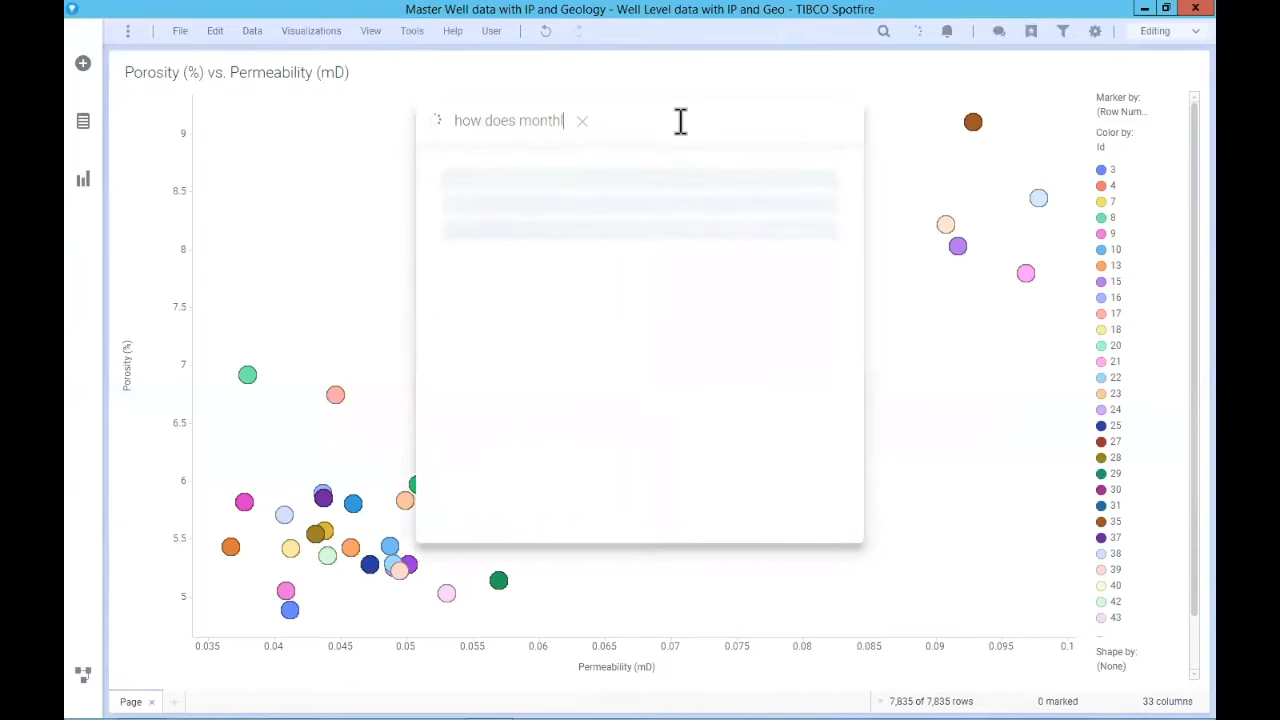 Master Well data with IP and Geology - Well Level data with IP and Geo - TIBCO Spotfire
File Edit Data Visualizations View Tools Help User Editing
Porosity (%) vs. Permeability (mD)
how does monthl
Marker by:
(Row Num...
Color by:
Id
3
4
7
8
9
10
13
15
16
17
18
20
21
22
23
24
25
27
28
29
30
31
35
37
38
39
40
42
43
...
Shape by:
(None)
Porosity (%)
9
8.5
8
7.5
7
6.5
6
5.5
5
0.035 0.04 0.045 0.05 0.055 0.06 0.065 0.07 0.075 0.08 0.085 0.09 0.095 0.1
Permeability (mD)
Page × + 7,835 of 7,835 rows 0 marked 33 columns